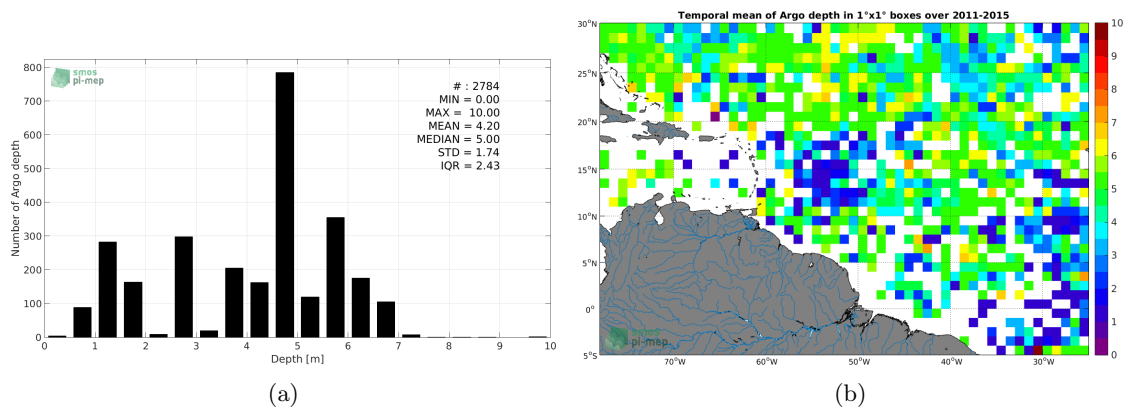 smos
pi-mep
# : 2784
MIN = 0.00
MAX = 10.00
MEAN = 4.20
MEDIAN = 5.00
STD = 1.74
IQR = 2.43
Number of Argo depth
800
700
600
500
400
300
200
100
0
0 1 2 3 4 5 6 7 8 9 10
Depth [m]
(a)
Temporal mean of Argo depth in 1°x1° boxes over 2011-2015
30°N
25°N
20°N
15°N
10°N
5°N
0°
5°S
70°W 60°W 50°W 40°W 30°W
10
9
8
7
6
5
4
3
2
1
0
smos
pi-mep
(b)